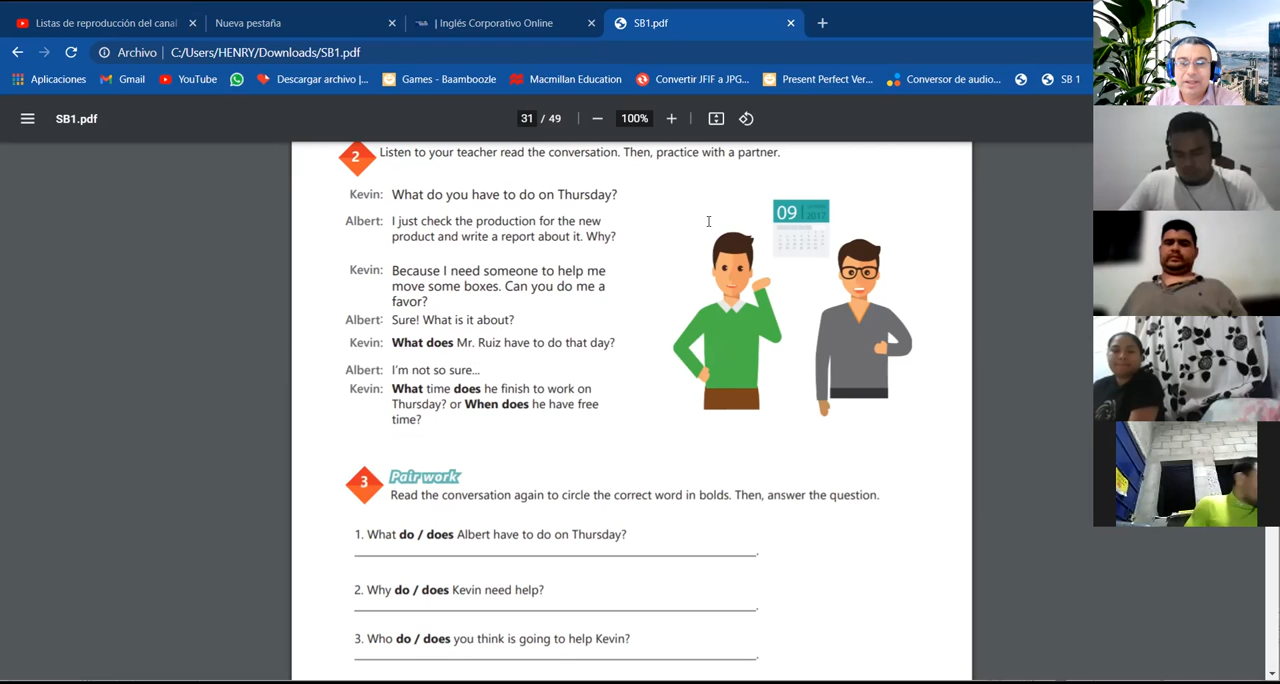 Listas de reproducción del canal
Nueva pestaña
| Inglés Corporativo Online
SB1.pdf
Archivo | C:/Users/HENRY/Downloads/SB1.pdf
Aplicaciones
Gmail
YouTube
Descargar archivo |...
Games - Baamboozle
Macmillan Education
Convertir JFIF a JPG...
Present Perfect Ver...
Conversor de audio...
SB 1
SB1.pdf
31 / 49
100%
2 Listen to your teacher read the conversation. Then, practice with a partner.
Kevin: What do you have to do on Thursday?
Albert: I just check the production for the new
product and write a report about it. Why?
Kevin: Because I need someone to help me
move some boxes. Can you do me a
favor?
Albert: Sure! What is it about?
Kevin: What does Mr. Ruiz have to do that day?
Albert: I'm not so sure...
Kevin: What time does he finish to work on
Thursday? or When does he have free
time?
09
2017
3 Pair work
Read the conversation again to circle the correct word in bolds. Then, answer the question.
1. What do / does Albert have to do on Thursday?
2. Why do / does Kevin need help?
3. Who do / does you think is going to help Kevin?